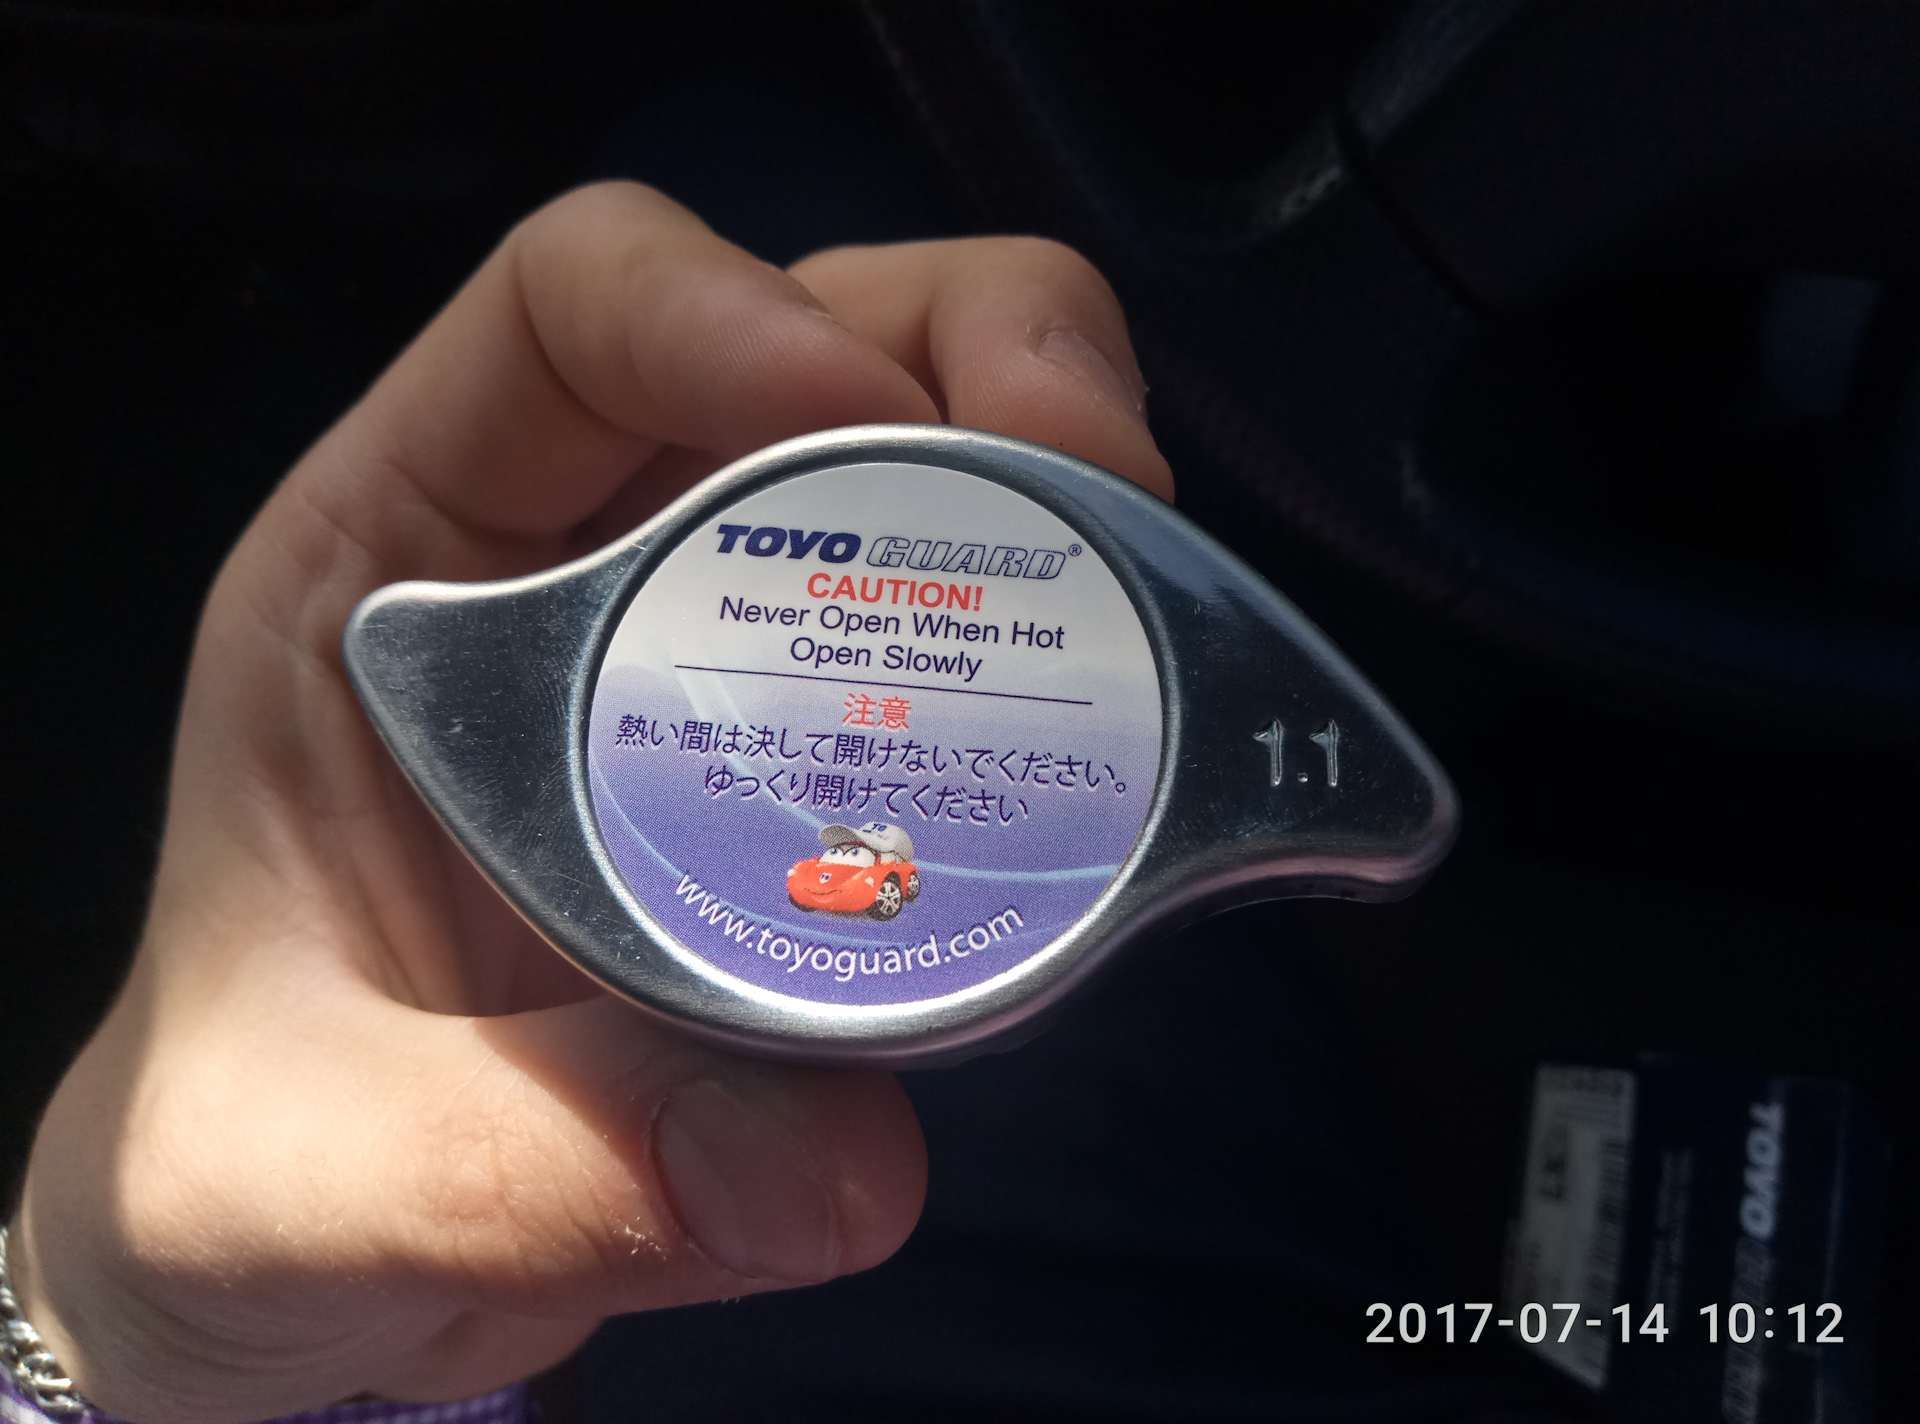 TOYO GUARD®
CAUTION!
Never Open When Hot
Open Slowly
注意
熱い間は決して開けないでください。
ゆっくり開けてください
www.toyoguard.com
1.1
TOYO
2017-07-14 10:12